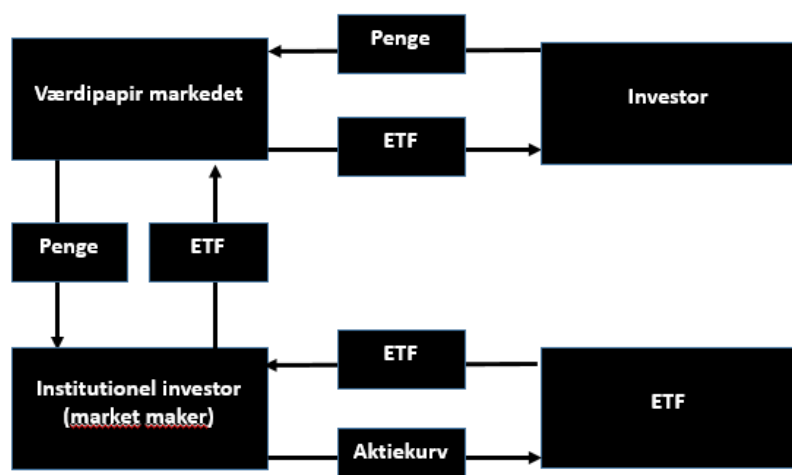 Penge
Værdipapir markedet
Investor
ETF
Penge
ETF
ETF
Institutionel investor
(market maker)
ETF
Aktiekurv